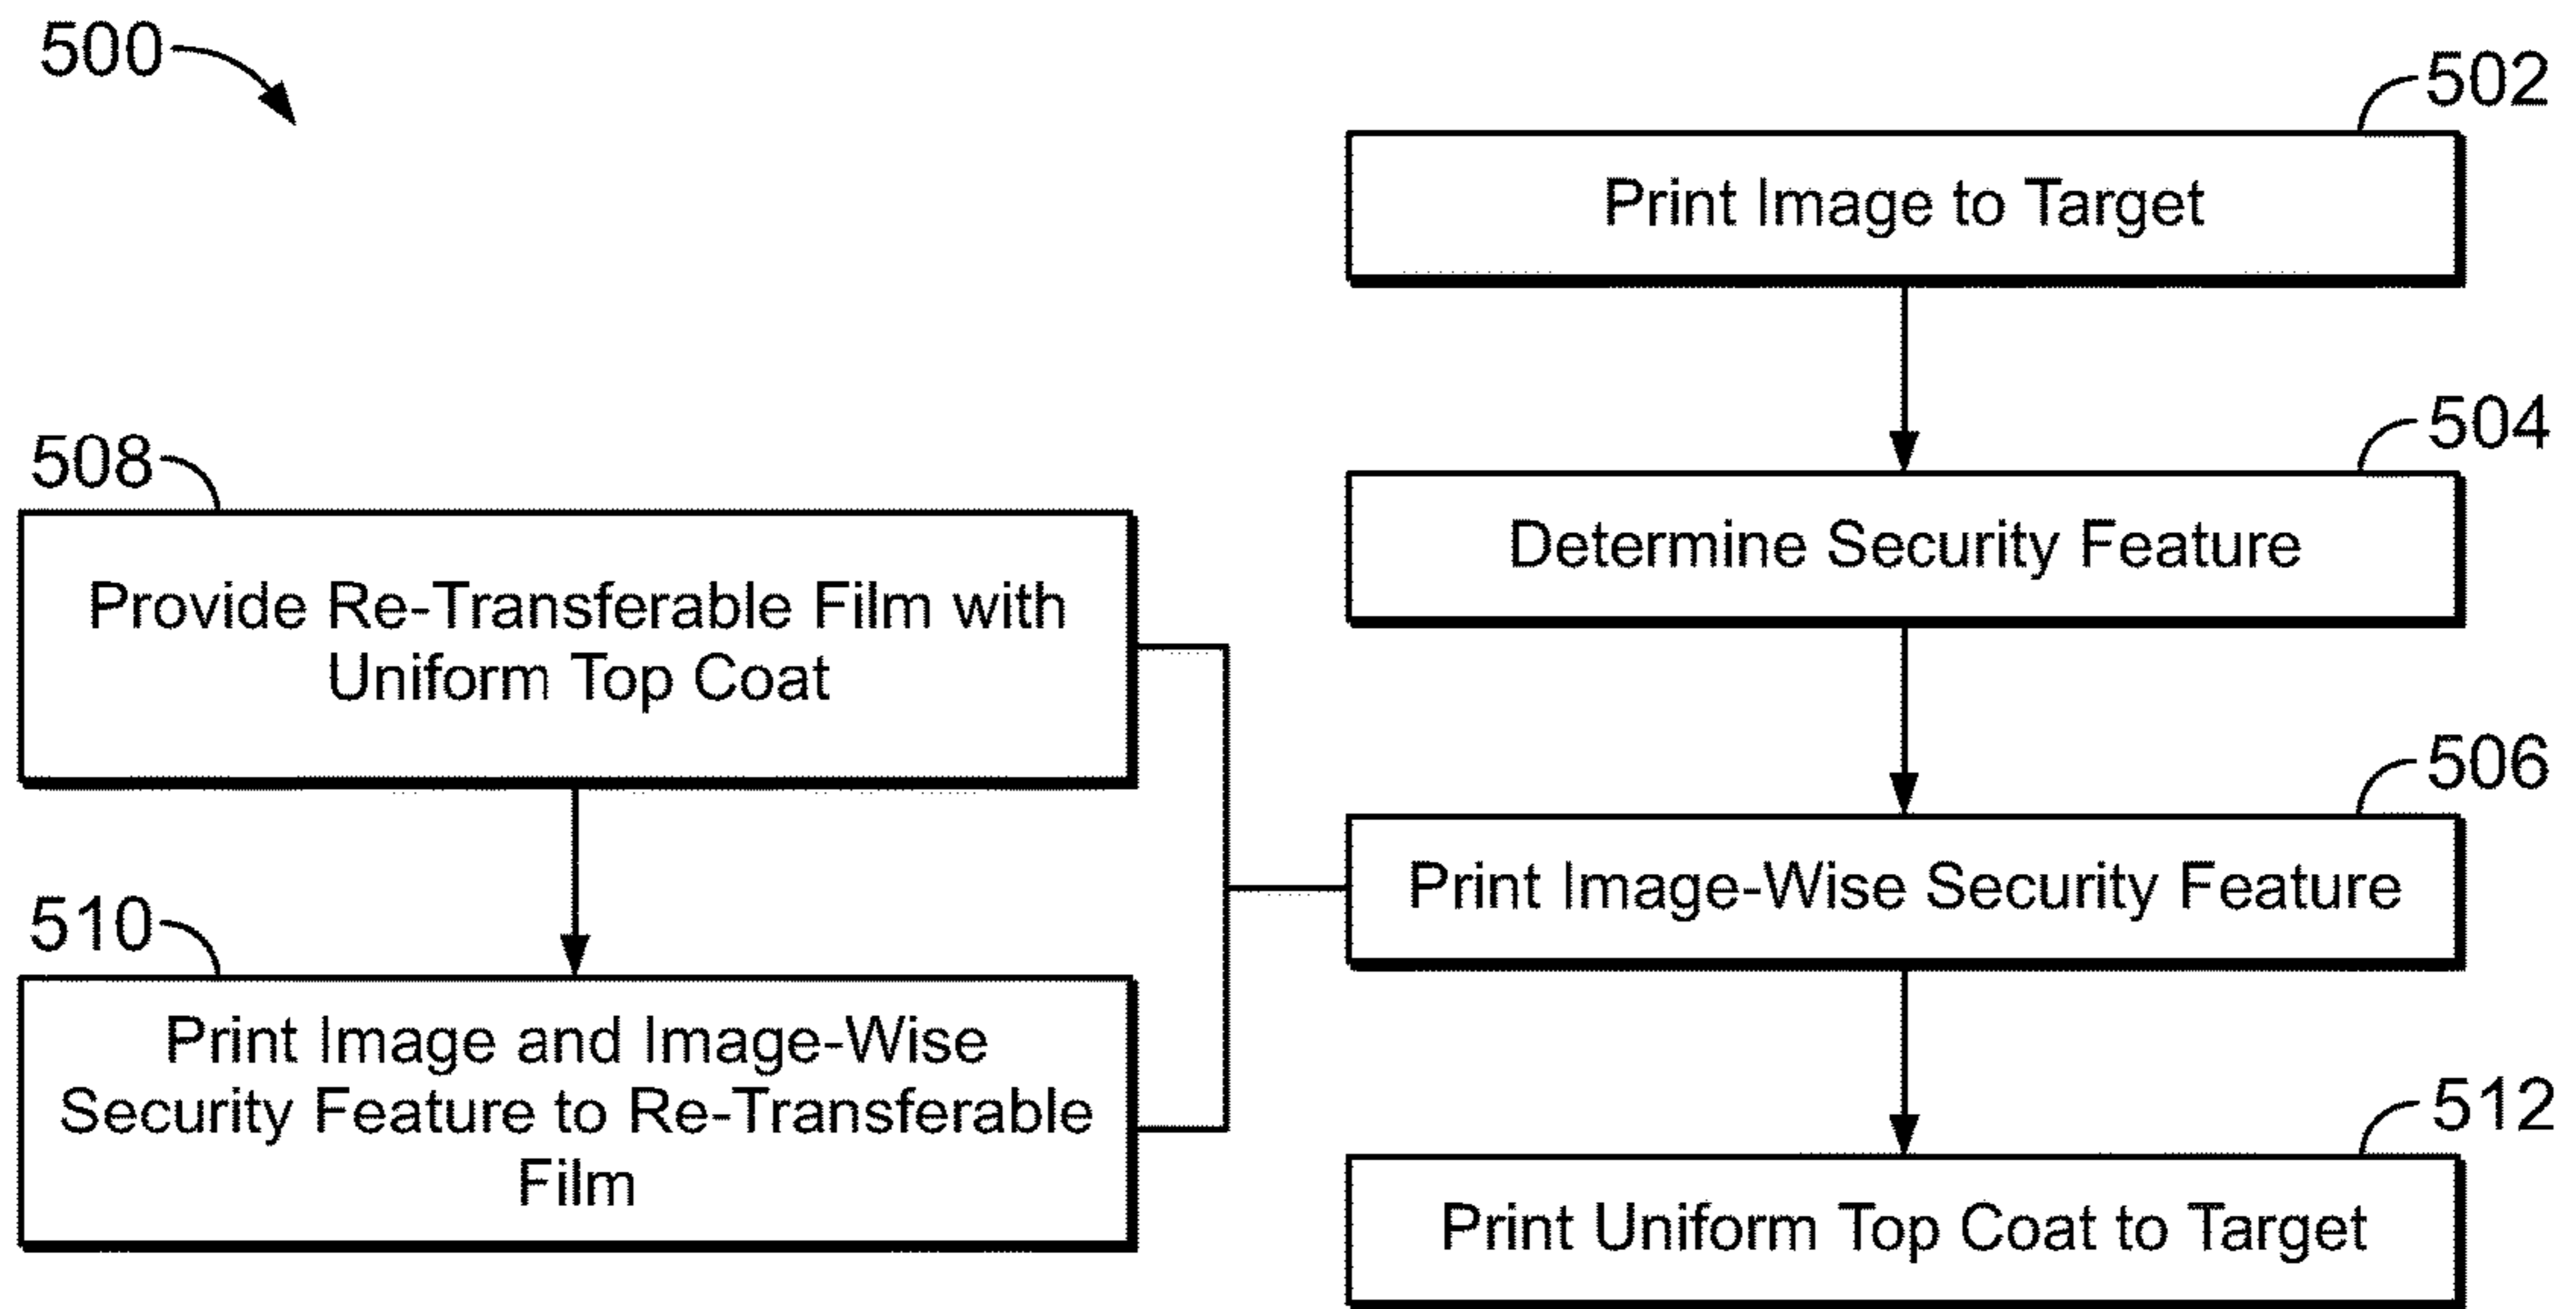 500
502
Print Image to Target
504
Determine Security Feature
508
Provide Re-Transferable Film with
Uniform Top Coat
506
Print Image-Wise Security Feature
510
Print Image and Image-Wise
Security Feature to Re-Transferable
Film
512
Print Uniform Top Coat to Target